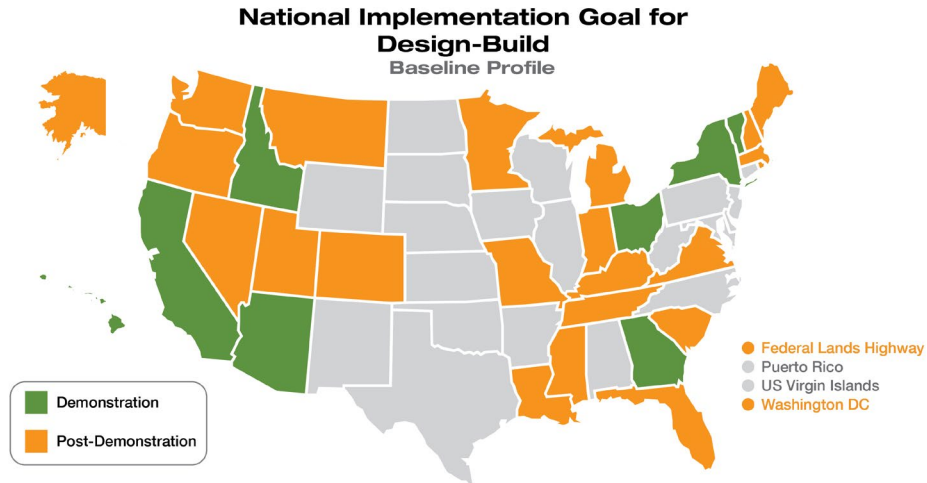 National Implementation Goal for
Design-Build
Baseline Profile
Federal Lands Highway
Puerto Rico
US Virgin Islands
Washington DC
Demonstration
Post-Demonstration